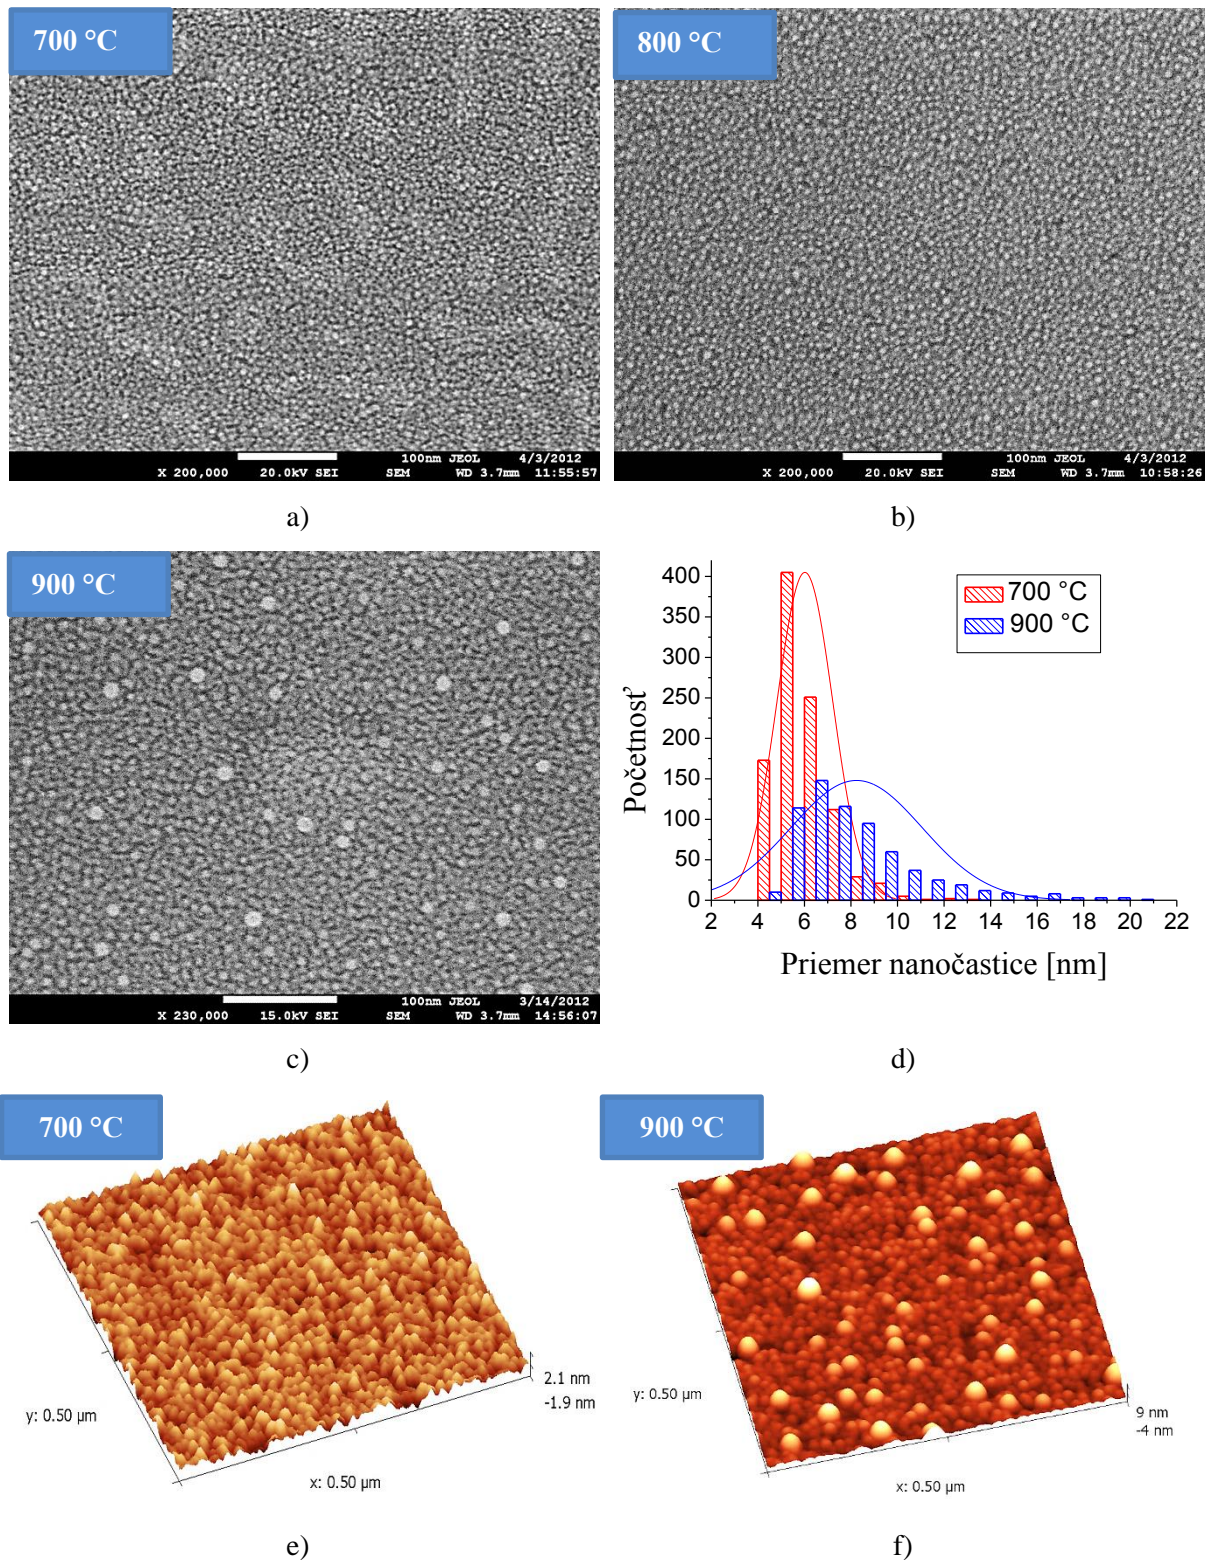 700 °C
800 °C
100nm JEOL 4/3/2012
X 200,000 20.0kV SEI SEM WD 3.7mm 11:55:57
100nm JEOL 4/3/2012
X 200,000 20.0kV SEI SEM WD 3.7mm 10:58:26
a)
b)
900 °C
100nm JEOL 3/14/2012
X 230,000 15.0kV SEI SEM WD 3.7mm 14:56:07
400
350
300
250
200
150
100
50
0
Početnosť
700 °C
900 °C
2 4 6 8 10 12 14 16 18 20 22
Priemer nanočastice [nm]
c)
d)
700 °C
y: 0.50 µm
x: 0.50 µm
2.1 nm
-1.9 nm
900 °C
y: 0.50 µm
x: 0.50 µm
9 nm
-4 nm
e)
f)